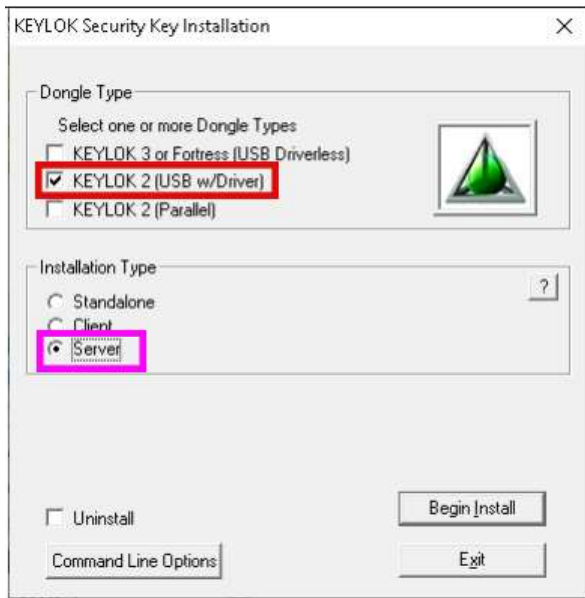 KEYLOK Security Key Installation
Dongle Type
Select one or more Dongle Types
KEYLOK 3 or Fortress (USB Driverless)
KEYLOK 2 (USB w/Driver)
KEYLOK 2 (Parallel)
Installation Type
?
Standalone
Client
Server
Uninstall
Begin Install
Command Line Options
Exit